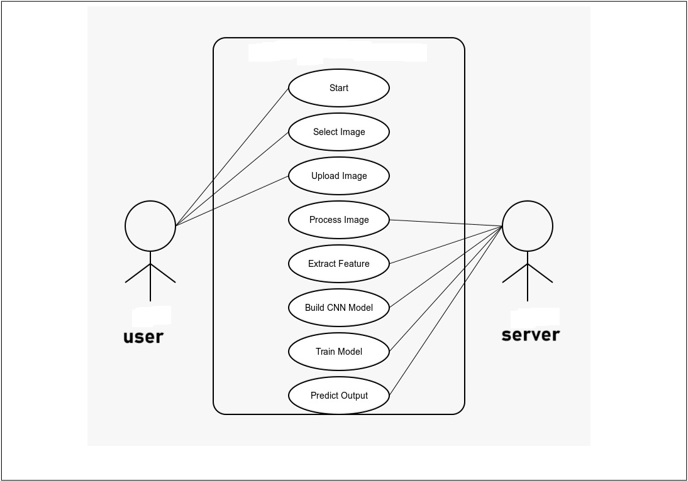 Start
Select Image
Upload Image
Process Image
Extract Feature
Build CNN Model
Train Model
Predict Output
user
server